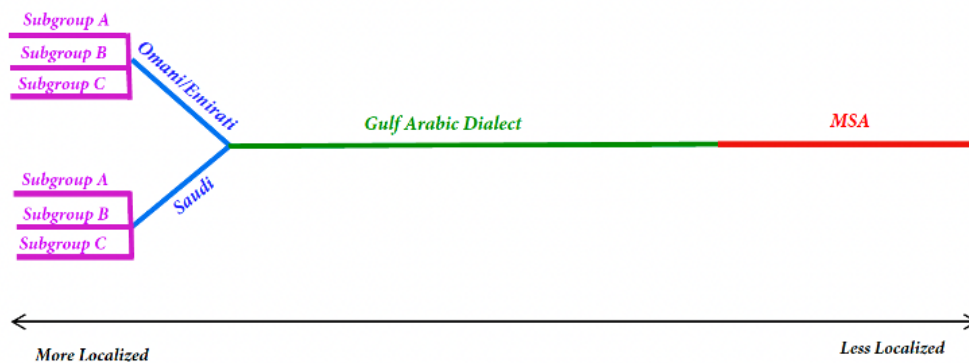 Subgroup A
Subgroup B
Subgroup C
Omani/Emirati
Gulf Arabic Dialect
MSA
Subgroup A
Subgroup B
Subgroup C
Saudi
More Localized
Less Localized